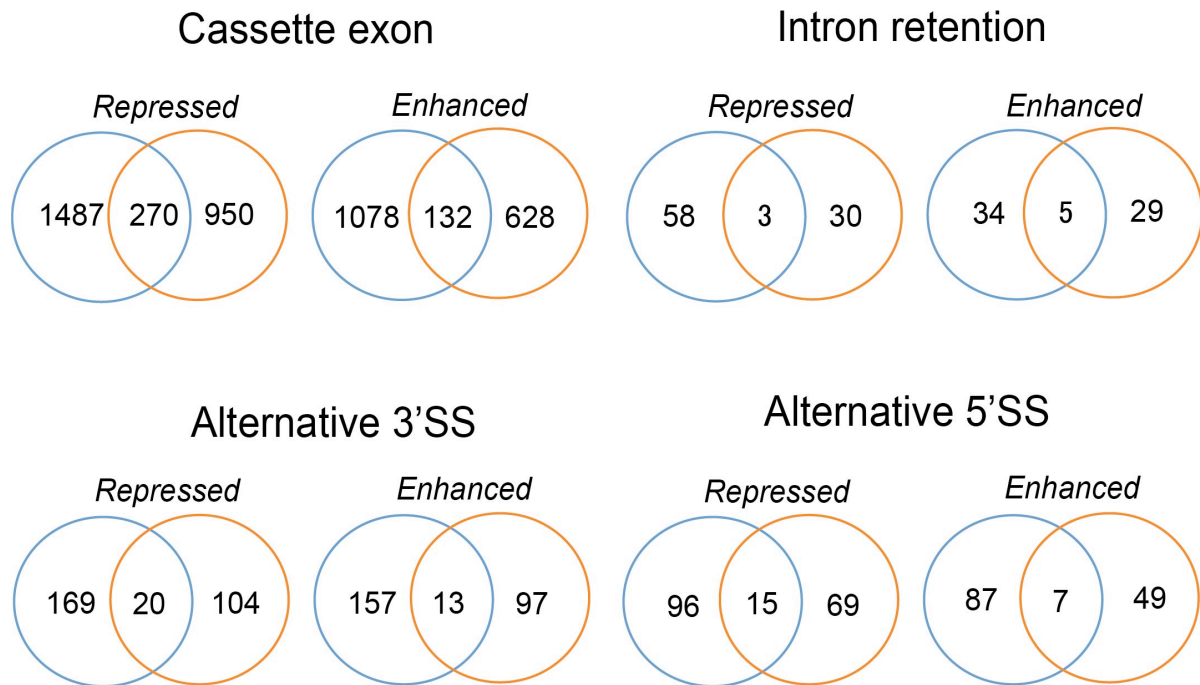 Cassette exon
Intron retention
Repressed
Enhanced
Repressed
Enhanced
1487 270 950
1078 132 628
58 3 30
34 5 29
Alternative 3’SS
Alternative 5’SS
Repressed
Enhanced
Repressed
Enhanced
169 20 104
157 13 97
96 15 69
87 7 49